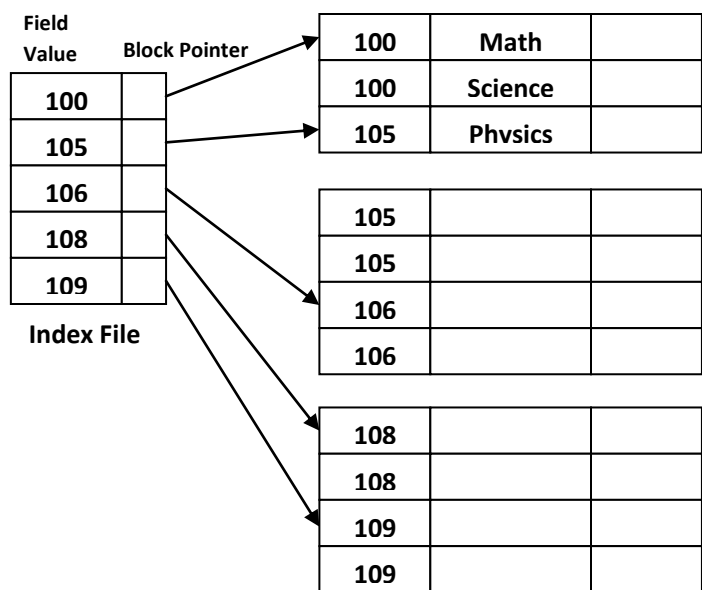 Field
Value
Block Pointer
100
105
106
108
109
Index File
100 Math
100 Science
105 Phvsics
105
105
106
106
108
108
109
109